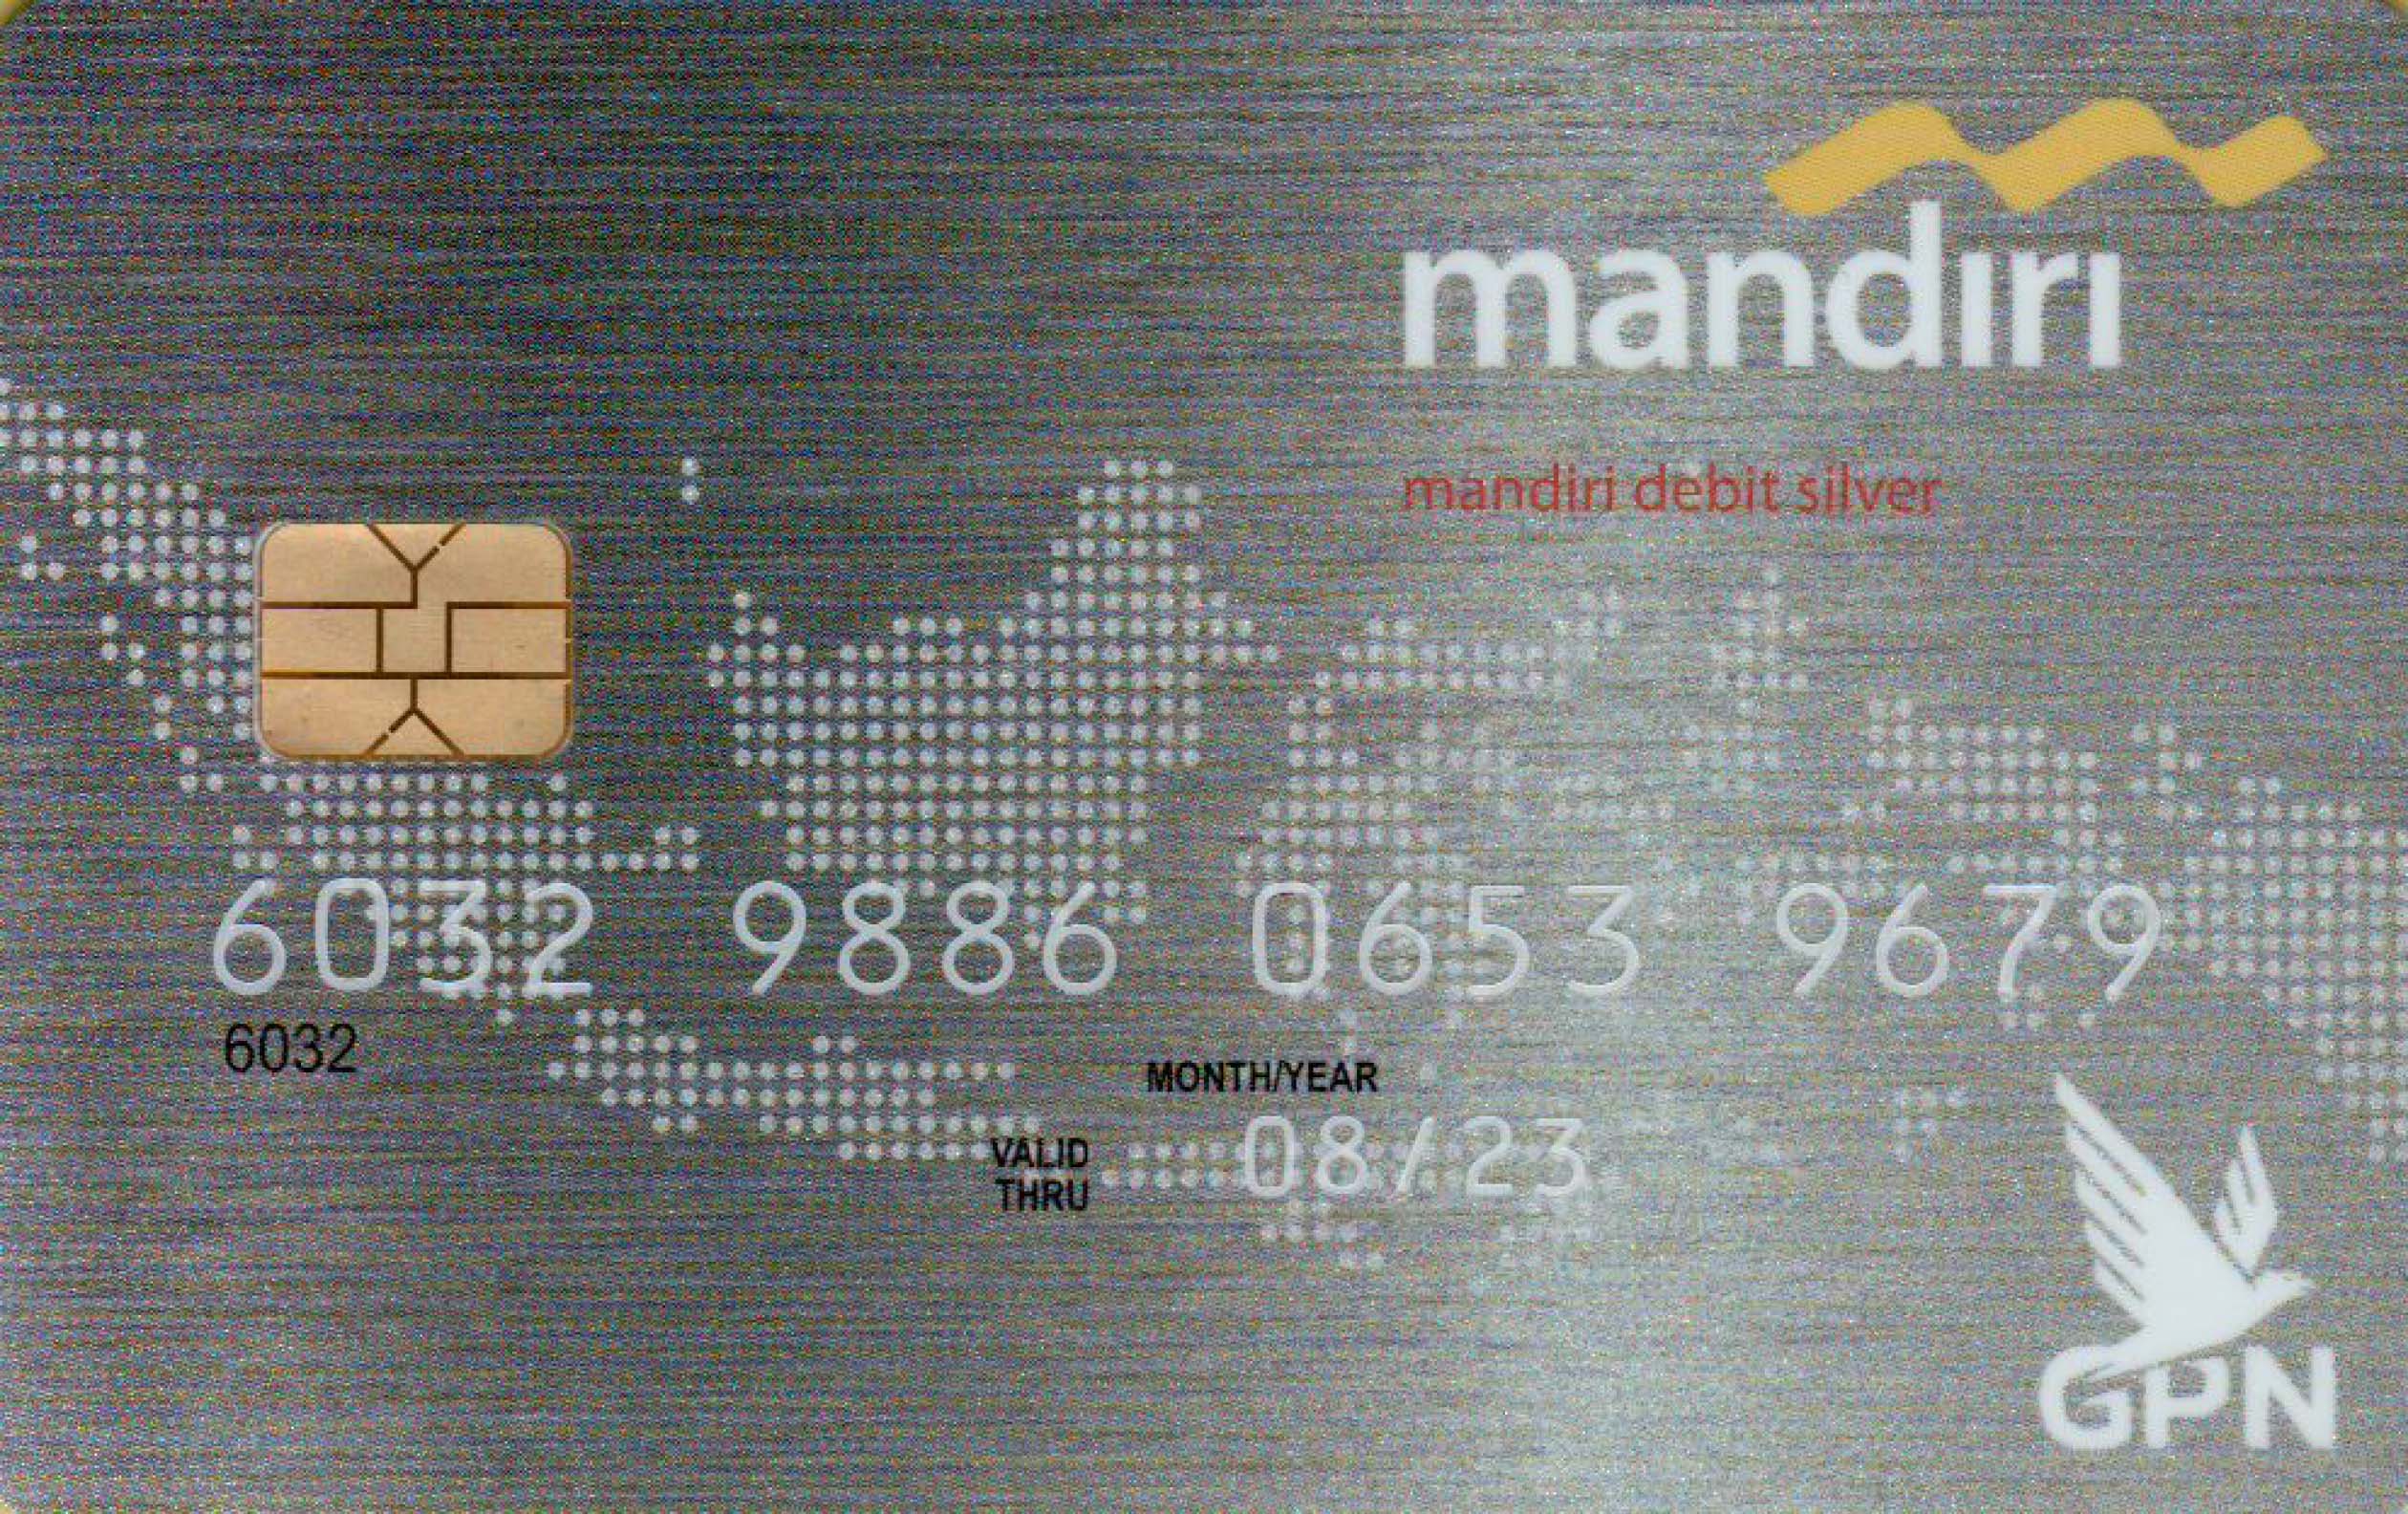 mandiri
mandiri debit silver
6032 9886 0653 9679
6032
MONTH/YEAR
VALID THRU 08/23
GPN